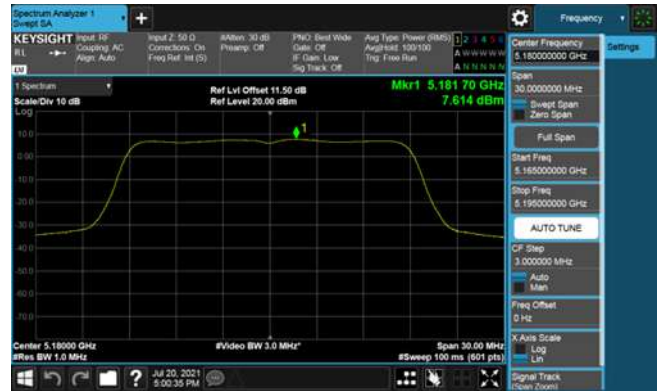 Spectrum Analyzer 1
Swept SA
+
Frequency
KEYSIGHT
RL
Input: RF
Coupling: AC
Align: Auto
Input Z: 50 Ω
Corrections: On
Freq Ref: Int (S)
#Atten: 30 dB
Preamp: Off
PNO: Best Wide
Gate: Off
IF Gain: Low
Sig Track: Off
Avg Type: Power (RMS)
Avg|Hold: 100/100
Trig: Free Run
1 2 3 4 5 6
A W W W W W
A N N N N N
1 Spectrum
Scale/Div 10 dB
Log
Ref Lvl Offset 11.50 dB
Ref Level 20.00 dBm
Mkr1 5.181 70 GHz
7.614 dBm
1
10.0
0.00
-10.0
-20.0
-30.0
-40.0
-50.0
-60.0
-70.0
Center 5.18000 GHz
#Res BW 1.0 MHz
#Video BW 3.0 MHz*
Span 30.00 MHz
#Sweep 100 ms (601 pts)
Jul 20, 2021
5:00:35 PM
Center Frequency
5.180000000 GHz
Settings
Span
30.0000000 MHz
Swept Span
Zero Span
Full Span
Start Freq
5.165000000 GHz
Stop Freq
5.195000000 GHz
AUTO TUNE
CF Step
3.000000 MHz
Auto
Man
Freq Offset
0 Hz
X Axis Scale
Log
Lin
Signal Track
(Span Zoom)